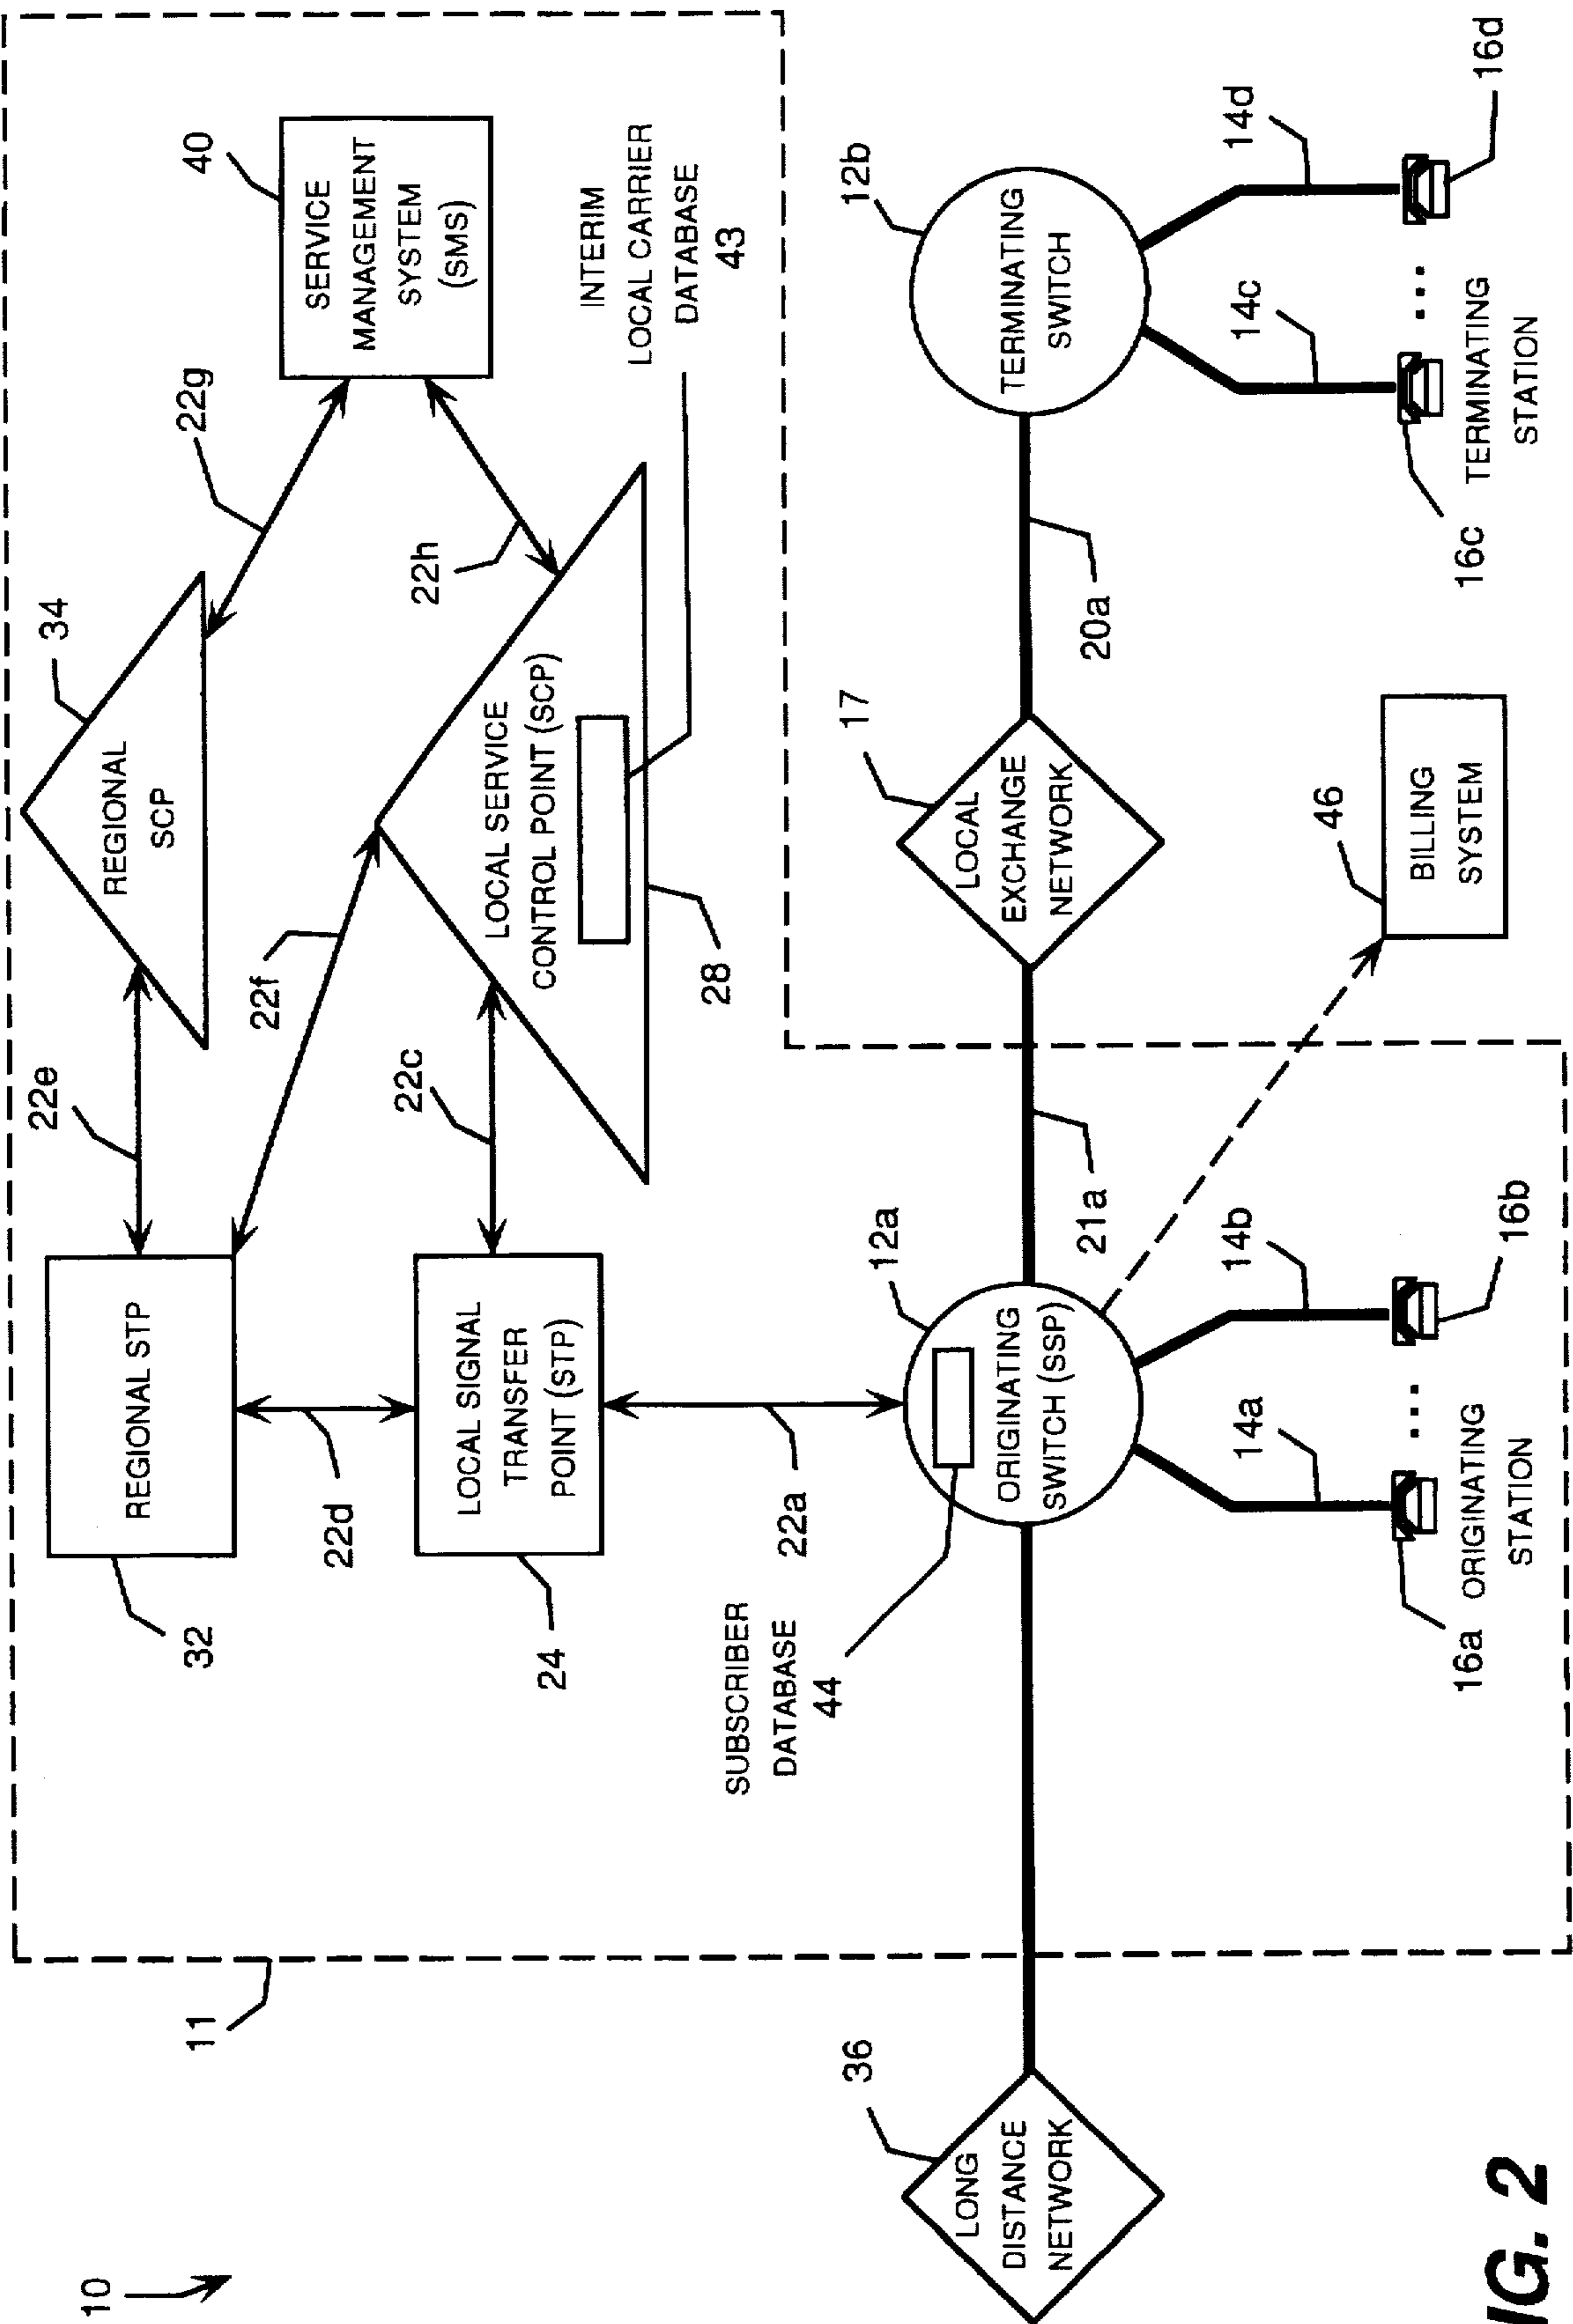 10
11
32
REGIONAL STP
22e
REGIONAL
SCP
34
22g
40
SERVICE
MANAGEMENT
SYSTEM
(SMS)
22d
22f
22h
24
LOCAL SIGNAL
TRANSFER
POINT (STP)
22c
LOCAL SERVICE
CONTROL POINT (SCP)
28
INTERIM
LOCAL CARRIER
DATABASE
43
SUBSCRIBER
DATABASE
44
22a
36
LONG
DISTANCE
NETWORK
12a
ORIGINATING
SWITCH (SSP)
21a
17
LOCAL
EXCHANGE
NETWORK
20a
12b
TERMINATING
SWITCH
14a
...
14b
46
BILLING
SYSTEM
14c
...
14d
16a
ORIGINATING
STATION
16b
16c
TERMINATING
STATION
16d
IG. 2